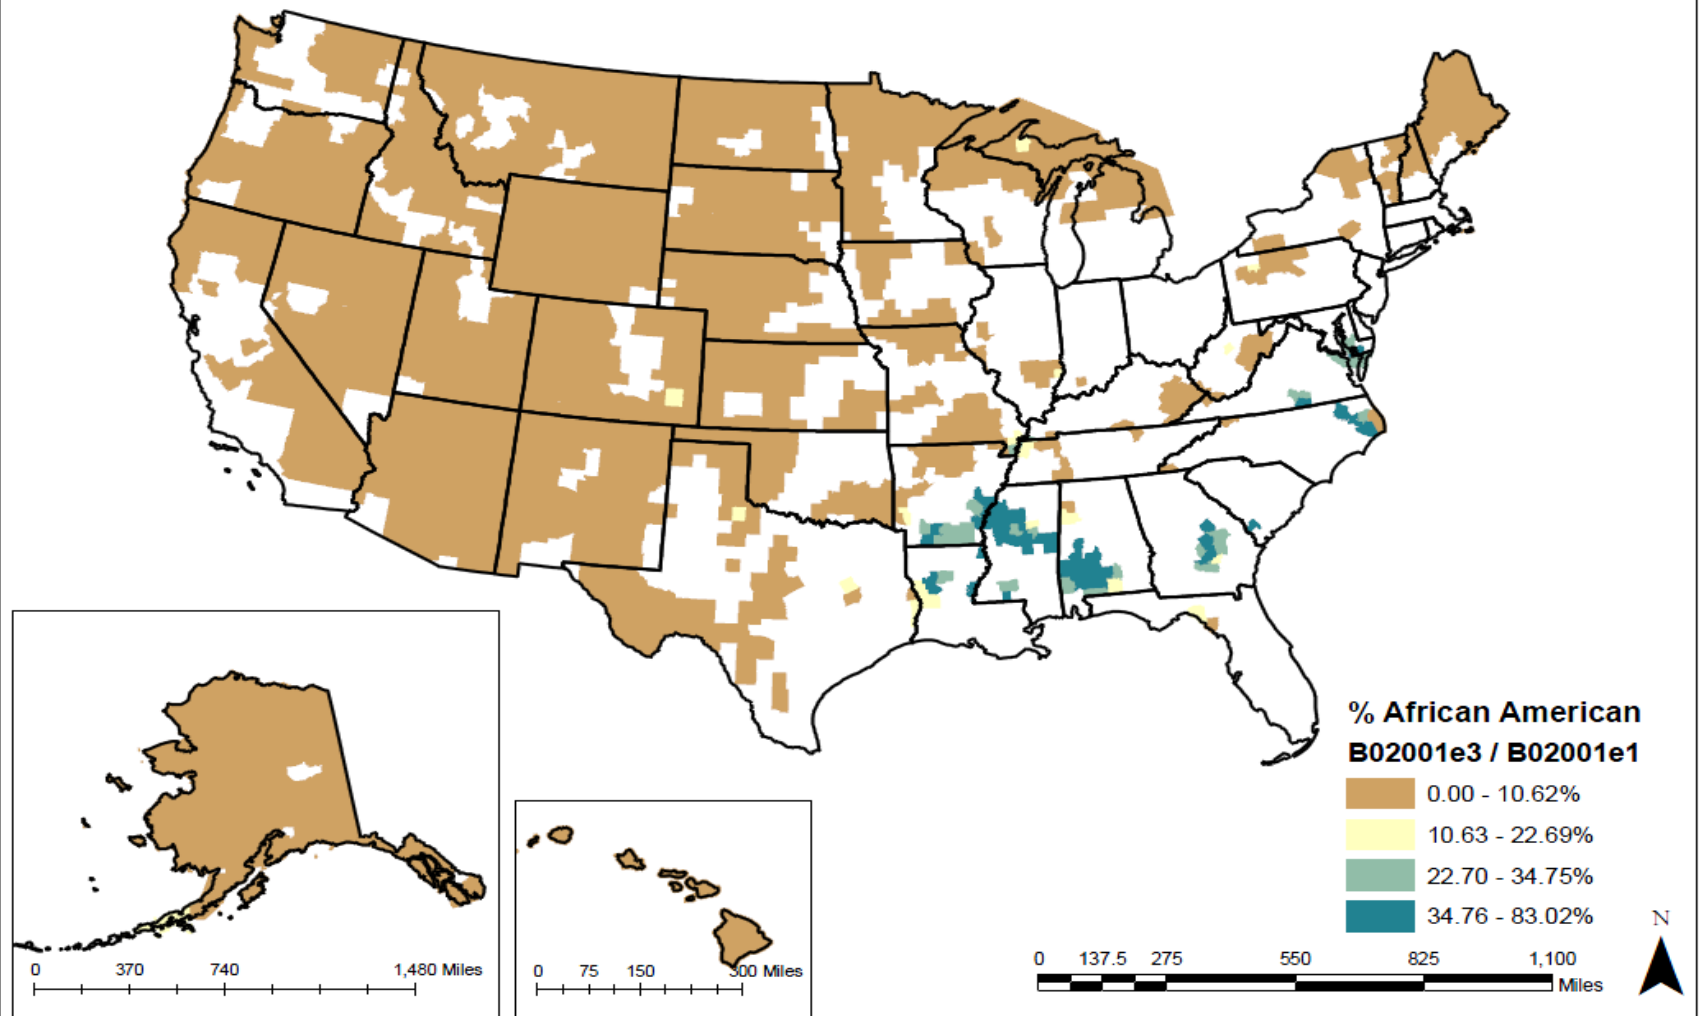 % African American
B02001e3 / B02001e1
0.00 - 10.62%
10.63 - 22.69%
22.70 - 34.75%
34.76 - 83.02%
N
0 370 740 1,480 Miles
0 75 150 300 Miles
0 137.5 275 550 825 1,100
Miles